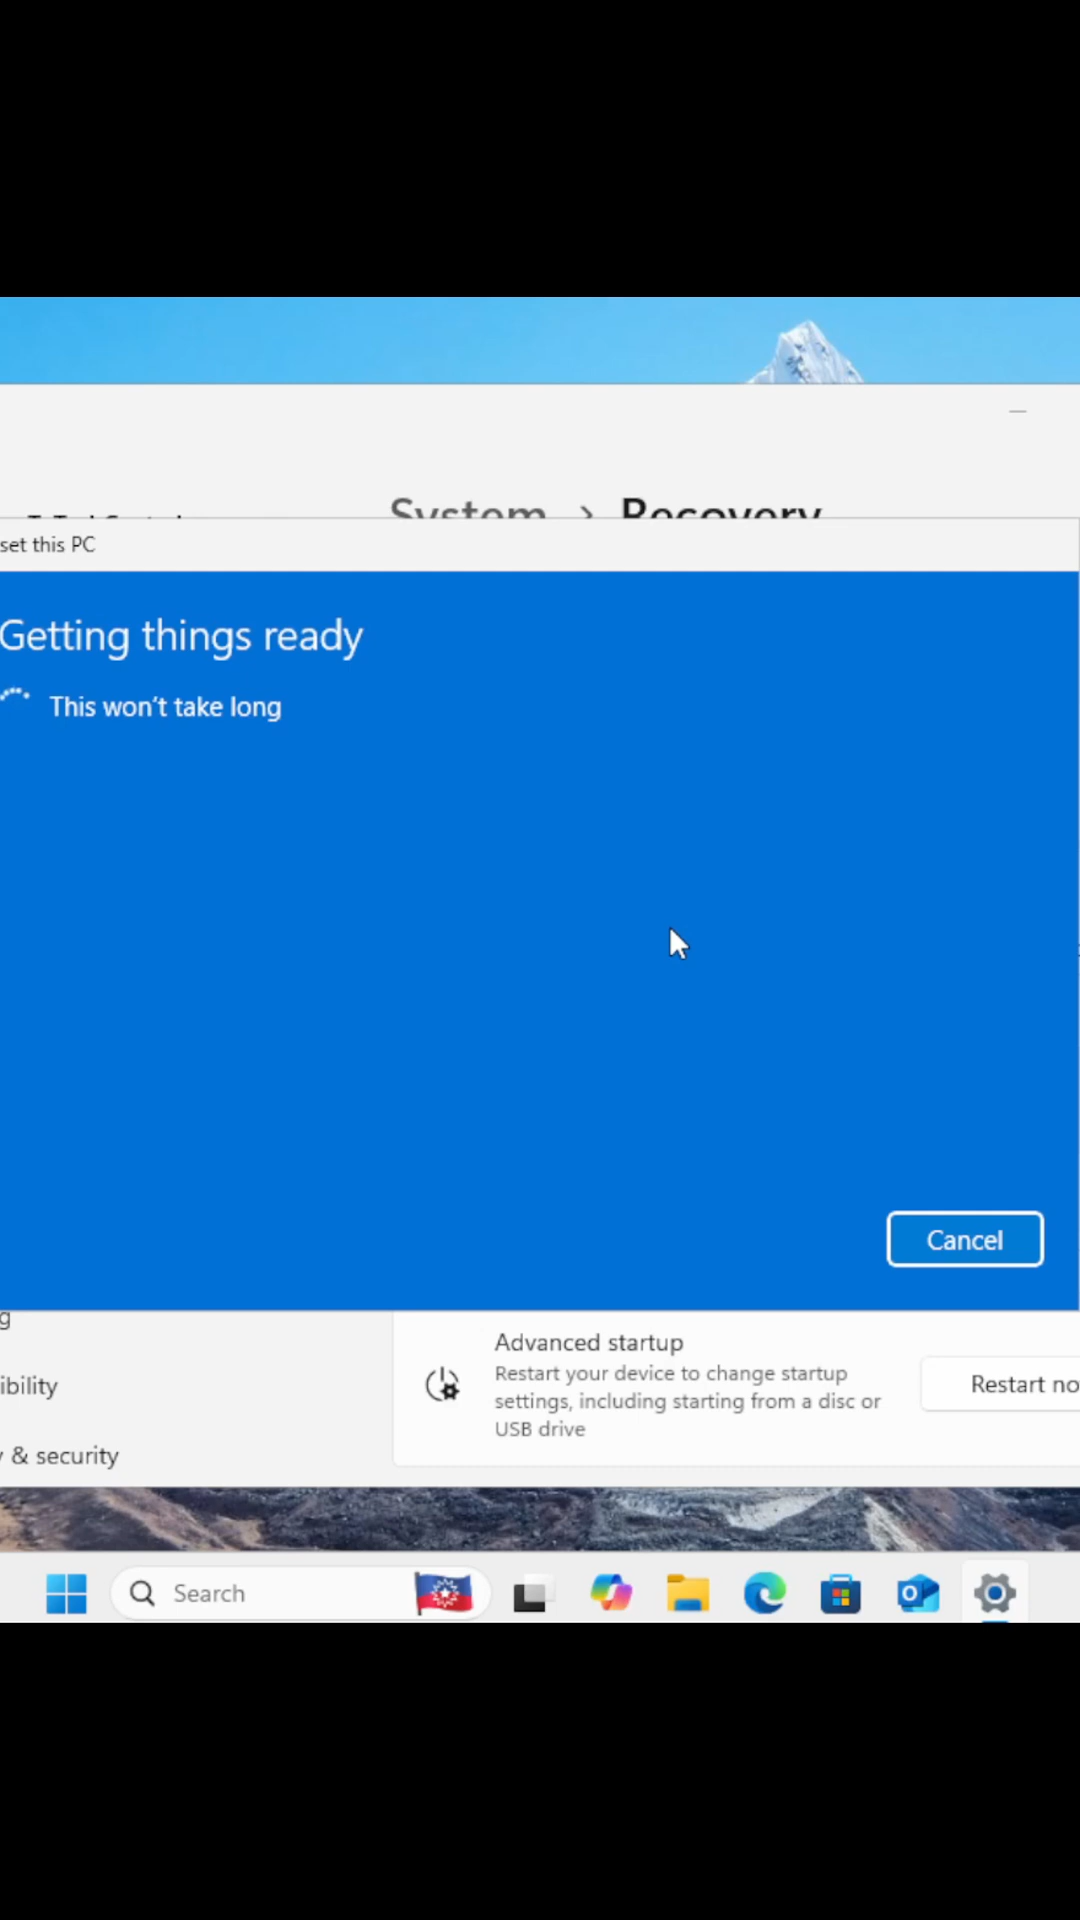 System > Recovery
set this PC
Getting things ready
This won't take long
Cancel
g
Advanced startup
Restart your device to change startup
settings, including starting from a disc or
USB drive
Restart no
ibility
y & security
Search